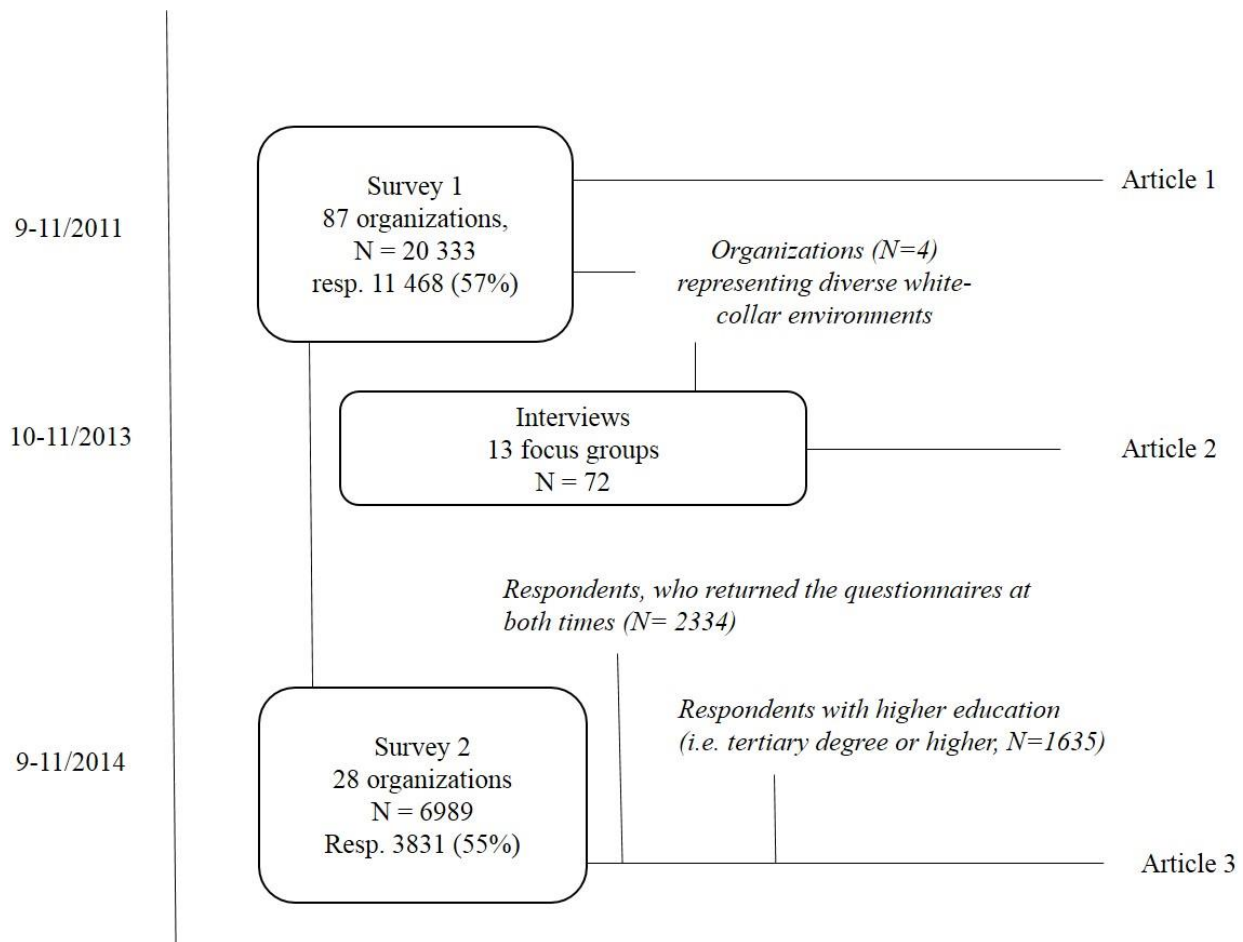 Survey 1
87 organizations,
N = 20 333
resp. 11 468 (57%)
9-11/2011
Article 1
Organizations (N=4)
representing diverse white-
collar environments
10-11/2013
Interviews
13 focus groups
N = 72
Article 2
Respondents, who returned the questionnaires at
both times (N= 2334)
Respondents with higher education
(i.e. tertiary degree or higher, N=1635)
9-11/2014
Survey 2
28 organizations
N = 6989
Resp. 3831 (55%)
Article 3